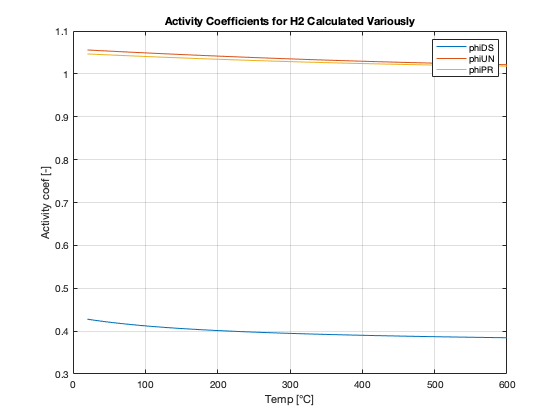 Activity Coefficients for H2 Calculated Variously
1.1
1
0.9
0.8
0.7
0.6
0.5
0.4
0.3
Activity coef [-]
phiDS
phiUN
phiPR
0 100 200 300 400 500 600
Temp [°C]